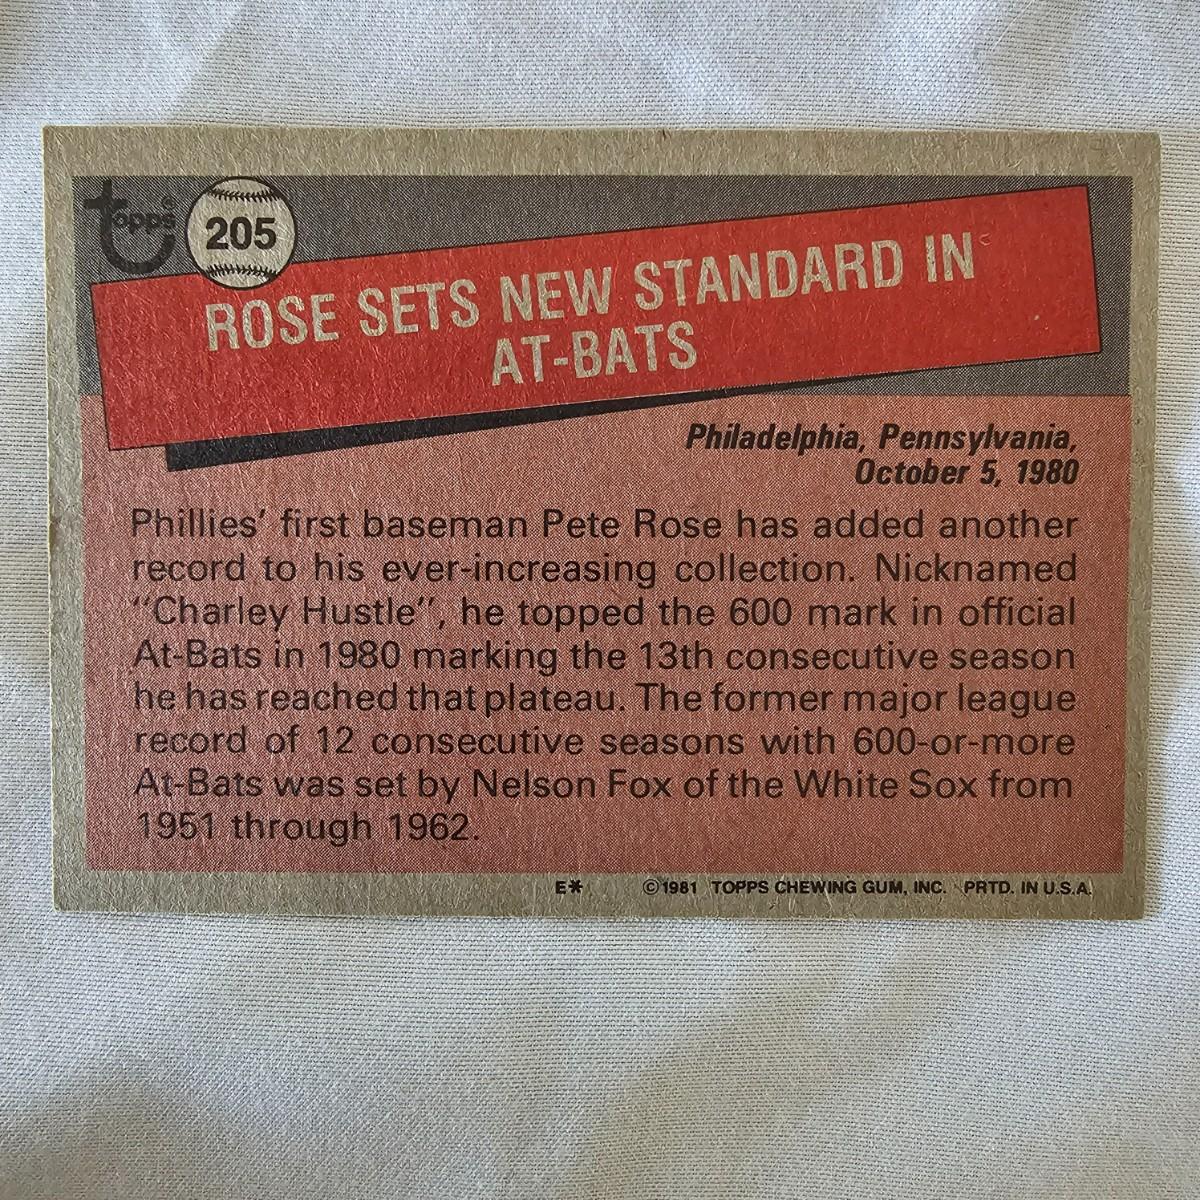 topps®
205
ROSE SETS NEW STANDARD IN
AT-BATS
Philadelphia, Pennsylvania,
October 5, 1980
Phillies' first baseman Pete Rose has added another
record to his ever-increasing collection. Nicknamed
"Charley Hustle", he topped the 600 mark in official
At-Bats in 1980 marking the 13th consecutive season
he has reached that plateau. The former major league
record of 12 consecutive seasons with 600-or-more
At-Bats was set by Nelson Fox of the White Sox from
1951 through 1962.
E* ©1981 TOPPS CHEWING GUM, INC. PRTD. IN U.S.A.